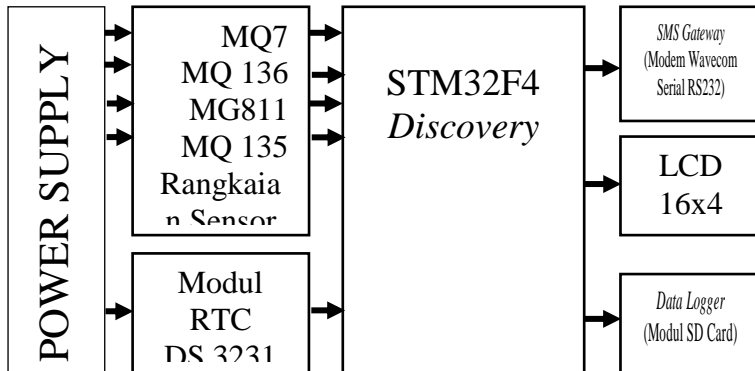 POWER SUPPLY
MQ7
MQ 136
MG811
MQ 135
Rangkaia
n Sensor
Modul
RTC
DS 3231
STM32F4
Discovery
SMS Gateway
(Modem Wavecom
Serial RS232)
LCD
16x4
Data Logger
(Modul SD Card)